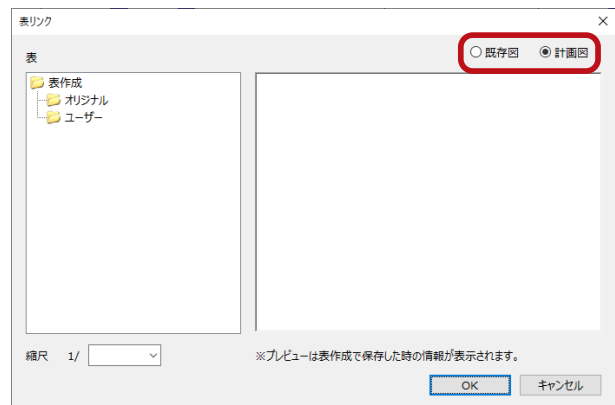 表リンク
表
既存図 計画図
表作成
オリジナル
ユーザー
縮尺 1/
※プレビューは表作成で保存した時の情報が表示されます。
OK キャンセル